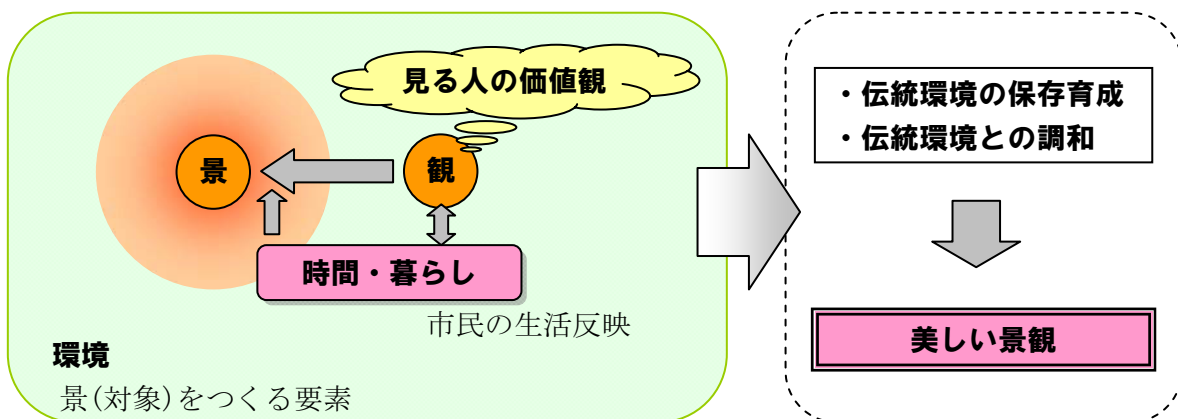 見る人の価値観
景
観
時間・暮らし
市民の生活反映
環境
景(対象)をつくる要素
・伝統環境の保存育成
・伝統環境との調和
美しい景観